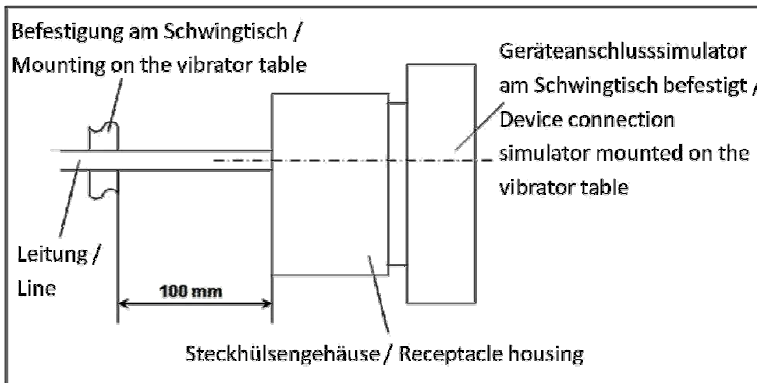 Befestigung am Schwingtisch /
Mounting on the vibrator table
Geräteanschlusssimulator
am Schwingtisch befestigt /
Device connection
simulator mounted on the
vibrator table
Leitung /
Line
100 mm
Steckhülsengehäuse / Receptacle housing